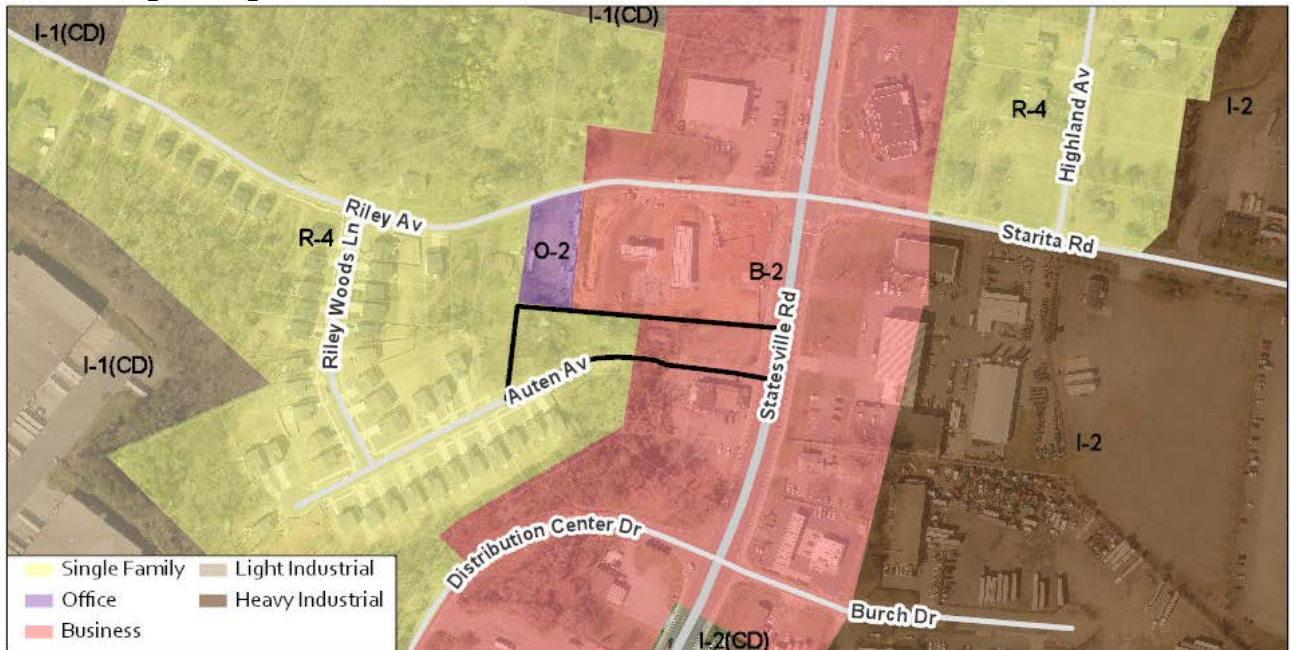 I-1(CD)
I-1(CD)
R-4
Highland Av
I-2
Riley Av
R-4
Riley Woods Ln
O-2
B-2
Starita Rd
Statesville Rd
I-1(CD)
Auten Av
I-2
Distribution Center Dr
Burch Dr
I-2(CD)
Single Family
Light Industrial
Office
Heavy Industrial
Business